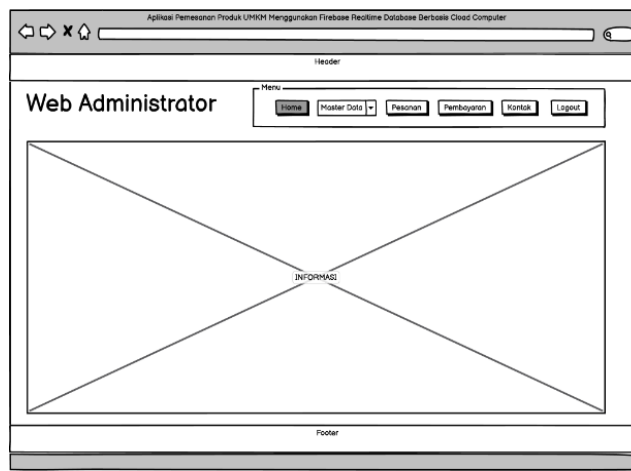 Aplikasi Pemesanan Produk UMKM Menggunakan Firebase Realtime Database Berbasis Cload Computer
Header
Web Administrator
Menu
Home Master Data Pesanan Pembayaran Kontak Logout
INFORMASI
Footer